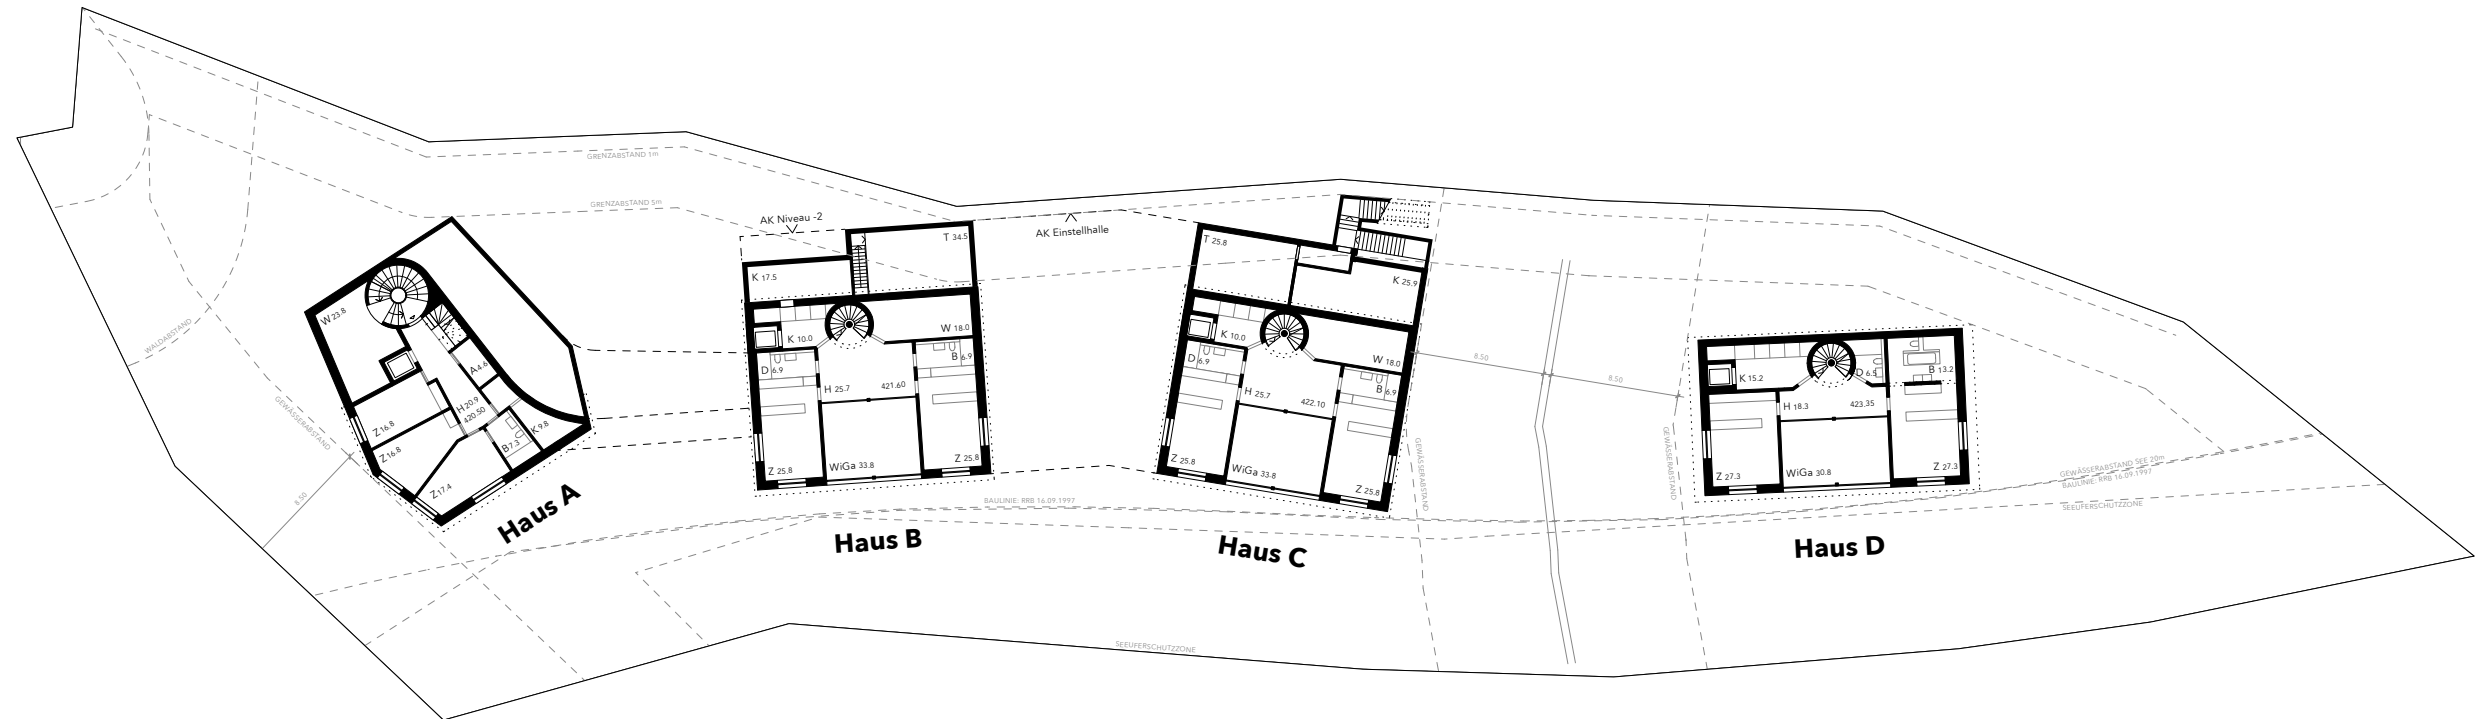 GRENZABSTAND 1m
GRENZABSTAND 5m
WALDABSTAND
GEWÄSSERABSTAND
8.50
W 23.8
A 4.6
H 20.9
420.50
Z 16.8
Z 16.8
Z 17.4
B 7.3
K 9.8
Haus A
AK Niveau -2
T 34.5
K 17.5
K 10.0
W 18.0
D 6.9
B 6.9
H 25.7
421.60
WiGa 33.8
Z 25.8
Z 25.8
Haus B
AK Einstellhalle
BAULINIE: RRB 16.09.1997
T 25.8
K 25.9
K 10.0
W 18.0
D 6.9
B 6.9
H 25.7
422.10
WiGa 33.8
Z 25.8
Z 25.8
Haus C
SEEUFERSCHUTZZONE
GEWÄSSERABSTAND
8.50
8.50
GEWÄSSERABSTAND
K 15.2
D 6.5
B 13.2
H 18.3
423.35
Z 27.3
WiGa 30.8
Z 27.3
Haus D
GEWÄSSERABSTAND SEE 20m
BAULINIE: RRB 16.09.1997
SEEUFERSCHUTZZONE